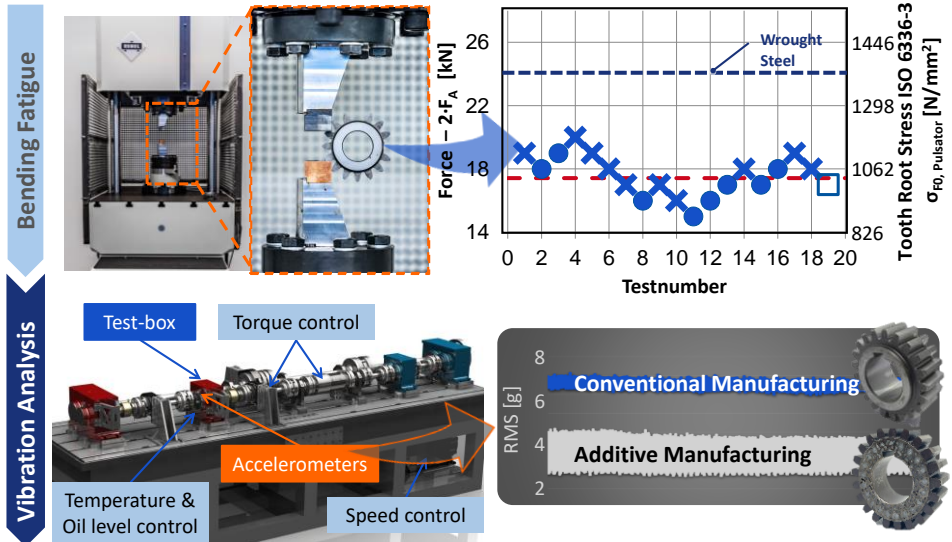 Bending Fatigue
Force – 2·F_A [kN]
26
22
18
14
0 2 4 6 8 10 12 14 16 18 20
Testnumber
Wrought
Steel
1446
1298
1062
826
Tooth Root Stress ISO 6336-3
σ_F0, Pulsator [N/mm²]
Vibration Analysis
Test-box
Torque control
Accelerometers
Temperature &
Oil level control
Speed control
RMS [g]
8
6
4
2
Conventional Manufacturing
Additive Manufacturing